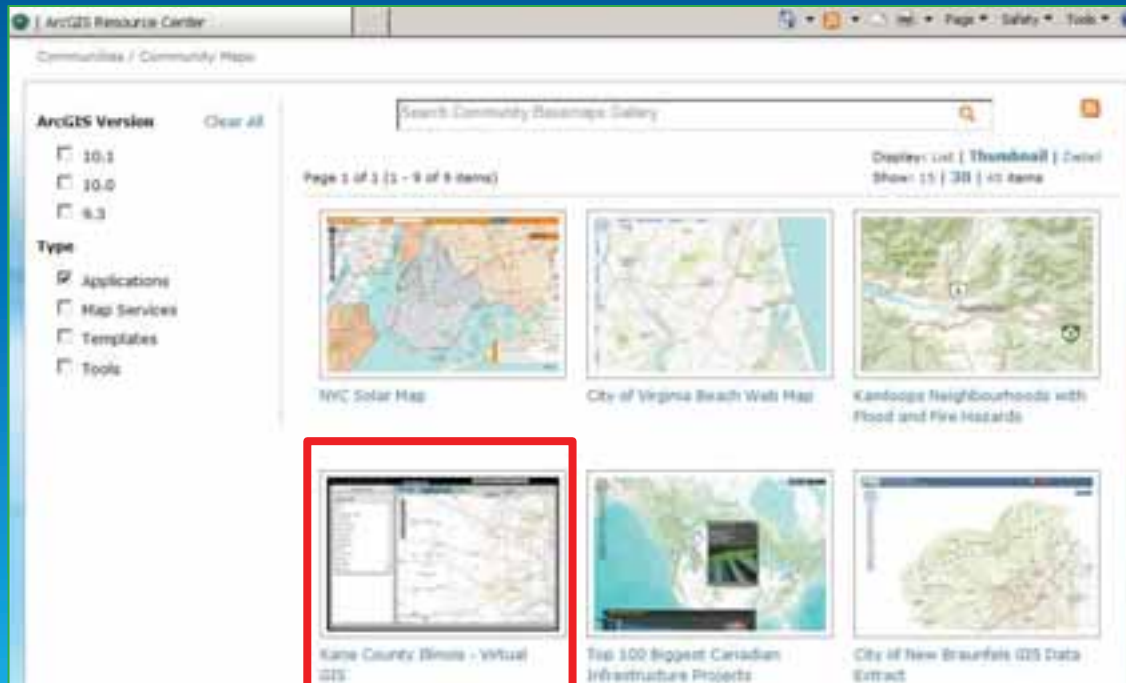 | ArcGIS Resource Center
Page Safety Tools
Communities / Community Maps
ArcGIS Version Clear All
10.1
10.0
9.3
Type
Applications
Map Services
Templates
Tools
Search Community Basemaps Gallery
Page 1 of 1 (1 - 9 of 9 items)
Display: List | Thumbnail | Detail
Show: 15 | 30 | 45 items
NYC Solar Map
City of Virginia Beach Web Map
Kamloops Neighbourhoods with
Flood and Fire Hazards
Kane County Illinois - Virtual
GIS
Top 100 Biggest Canadian
Infrastructure Projects
City of New Braunfels GIS Data
Extract